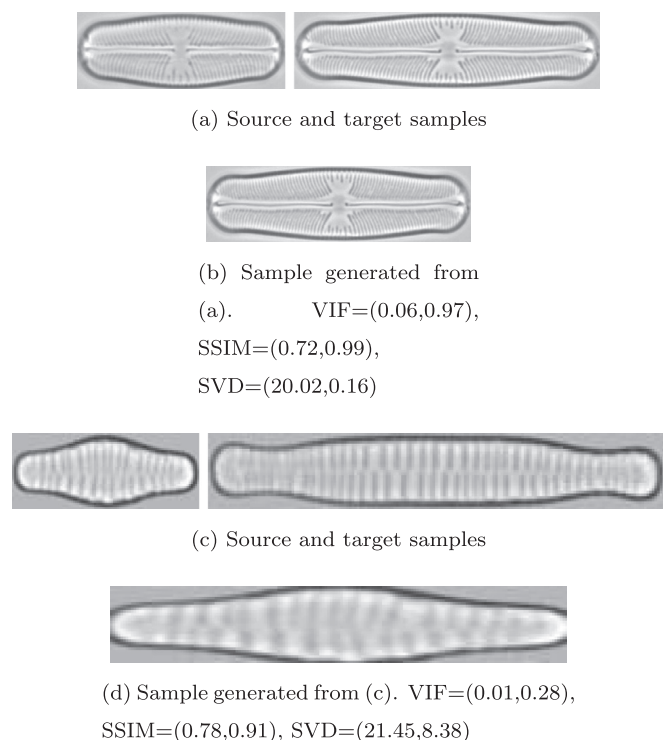 (a) Source and target samples
(b) Sample generated from
(a). VIF=(0.06,0.97),
SSIM=(0.72,0.99),
SVD=(20.02,0.16)
(c) Source and target samples
(d) Sample generated from (c). VIF=(0.01,0.28),
SSIM=(0.78,0.91), SVD=(21.45,8.38)